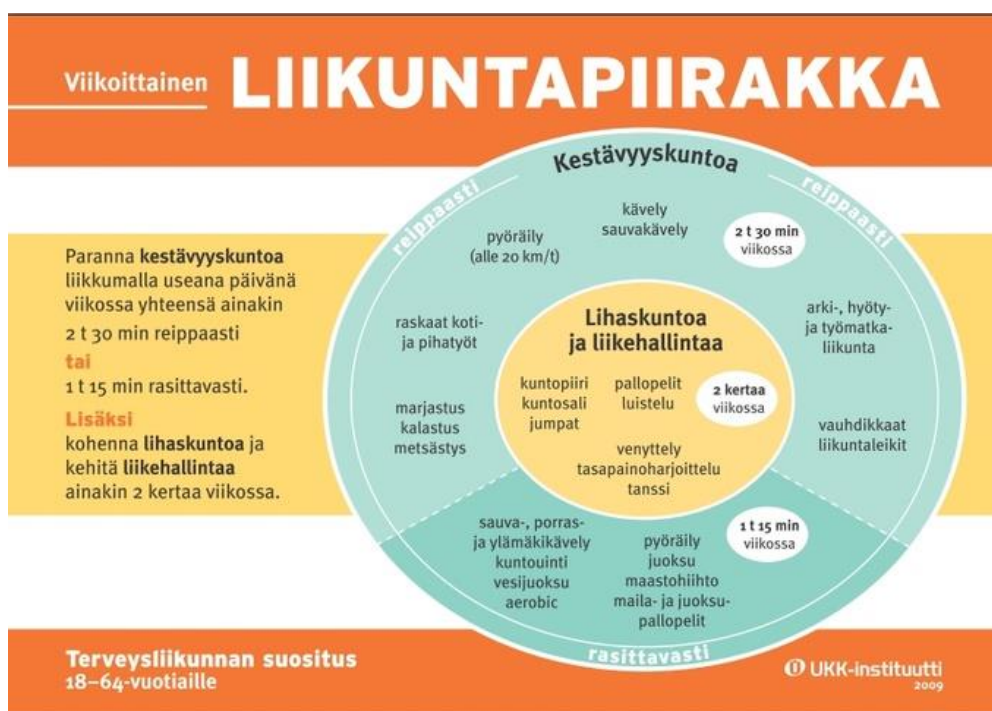 Viikoittainen LIIKUNTAPIIRAKKA
Paranna kestävyyskuntoa
liikkumalla useana päivänä
viikossa yhteensä ainakin
2 t 30 min reippaasti
tai
1 t 15 min rasittavasti.
Lisäksi
kohenna lihaskuntoa ja
kehitä liikehallintaa
ainakin 2 kertaa viikossa.
Kestävyyskuntoa
reippaasti
reippaasti
kävely
sauvakävely
2 t 30 min
viikossa
pyöräily
(alle 20 km/t)
raskaat koti-
ja pihatyöt
arki-, hyöty-
ja työmatka-
liikunta
marjastus
kalastus
metsästys
vauhdikkaat
liikuntaleikit
Lihaskuntoa
ja liikehallintaa
kuntopiiri
kuntosali
jumpat
pallopelit
luistelu
2 kertaa
viikossa
venyttely
tasapainoharjoittelu
tanssi
sauva-, porras-
ja ylämäkikävely
kuntouinti
vesijuoksu
aerobic
pyöräily
juoksu
maastohiihto
maila- ja juoksu-
pallopelit
1 t 15 min
viikossa
rasittavasti
Terveysliikunnan suositus
18–64-vuotiaille
UKK-instituutti
2009